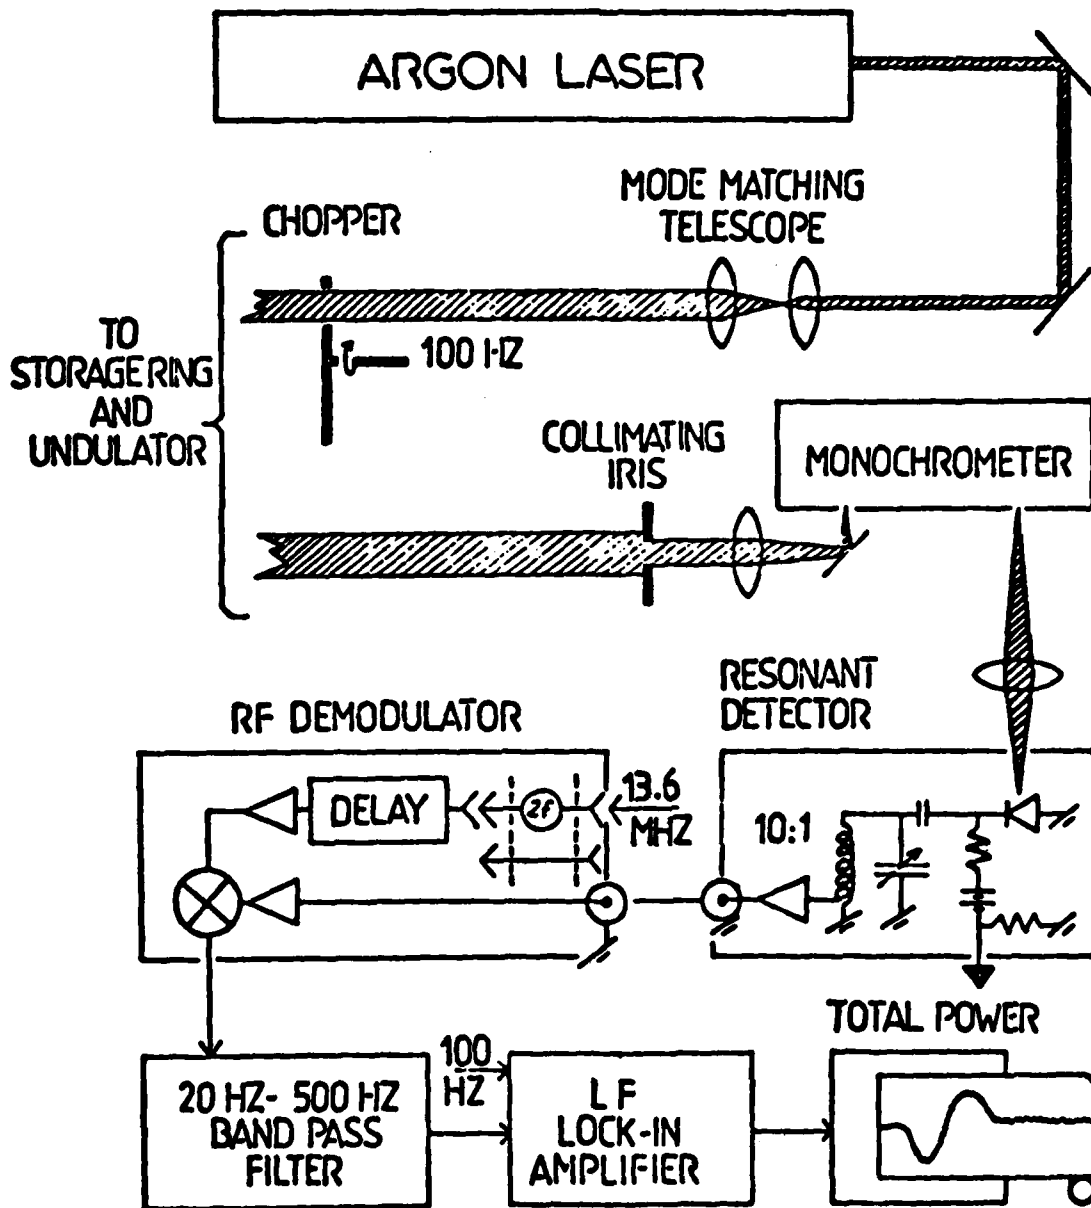 ARGON LASER
MODE MATCHING
TELESCOPE
CHOPPER
100 HZ
TO
STORAGE RING
AND
UNDULATOR
COLLIMATING
IRIS
MONOCHROMETER
RESONANT
DETECTOR
RF DEMODULATOR
DELAY
2f
13.6
MHZ
10:1
TOTAL POWER
20 HZ- 500 HZ
BAND PASS
FILTER
100
HZ
LF
LOCK-IN
AMPLIFIER